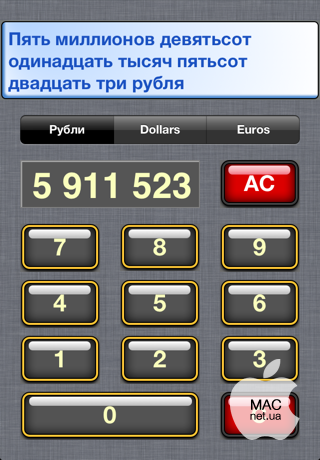 Пять миллионов девятьсот
одинадцать тысяч пятьсот
двадцать три рубля
Рубли Dollars Euros
5 911 523 AC
7 8 9
4 5 6
1 2 3
0
MAC
net.ua